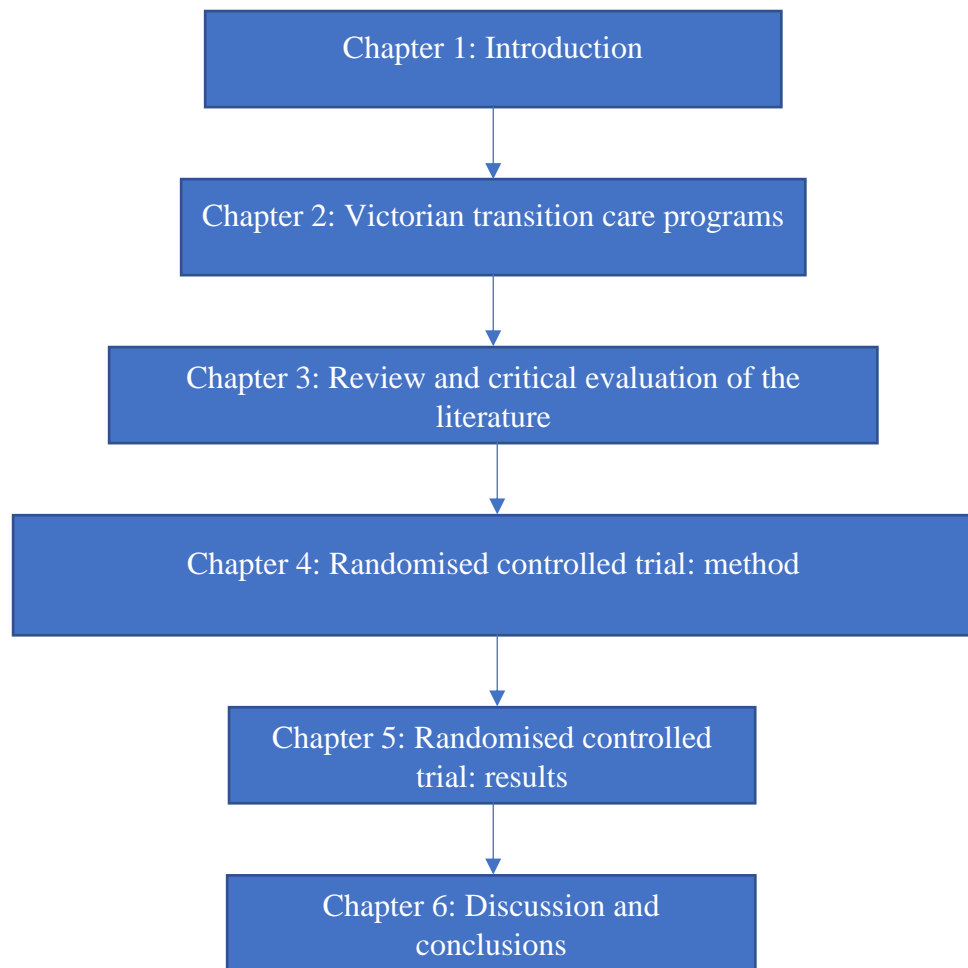 Chapter 1: Introduction
Chapter 2: Victorian transition care programs
Chapter 3: Review and critical evaluation of the
literature
Chapter 4: Randomised controlled trial: method
Chapter 5: Randomised controlled
trial: results
Chapter 6: Discussion and
conclusions